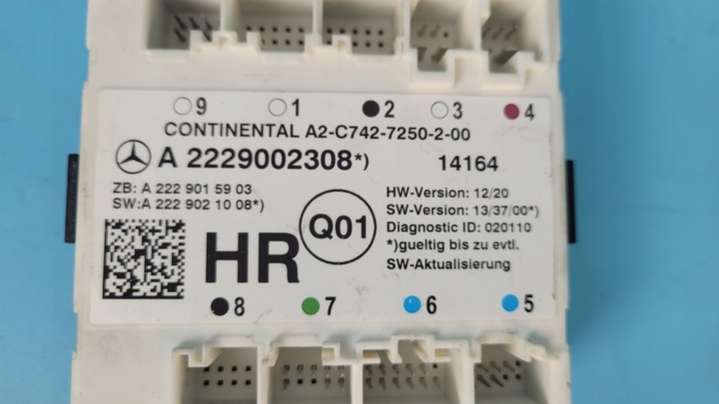 9 1 2 3 4
CONTINENTAL A2-C742-7250-2-00
A 2229002308*) 14164
ZB: A 222 901 59 03
SW:A 222 902 10 08*)
HW-Version: 12/20
SW-Version: 13/37/00*)
Diagnostic ID: 020110
*)gueltig bis zu evtl.
SW-Aktualisierung
HR
Q01
8 7 6 5